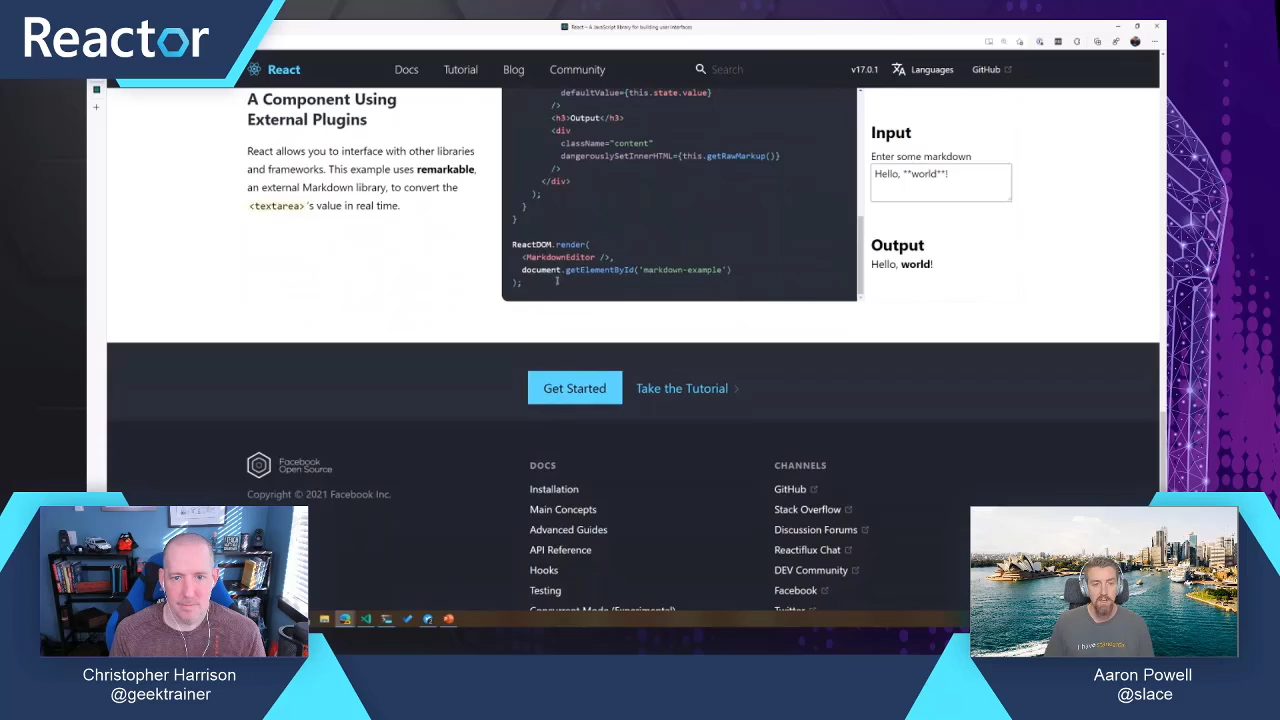 Reactor
React – A JavaScript library for building user interfaces
React
Docs
Tutorial
Blog
Community
Search
v17.0.1
Languages
GitHub
A Component Using
External Plugins
React allows you to interface with other libraries
and frameworks. This example uses remarkable,
an external Markdown library, to convert the
<textarea>'s value in real time.
defaultValue={this.state.value}
/>
<h3>Output</h3>
<div
className="content"
dangerouslySetInnerHTML={this.getRawMarkup()}
/>
</div>
);
}
}
ReactDOM.render(
<MarkdownEditor />,
document.getElementById('markdown-example')
);
Input
Enter some markdown
Hello, **world**!
Output
Hello, world!
Get Started
Take the Tutorial
Facebook
Open Source
Copyright © 2021 Facebook Inc.
DOCS
Installation
Main Concepts
Advanced Guides
API Reference
Hooks
Testing
Concurrent Mode (Experimental)
CHANNELS
GitHub
Stack Overflow
Discussion Forums
Reactiflux Chat
DEV Community
Facebook
Twitter
Christopher Harrison
@geektrainer
Aaron Powell
@slace